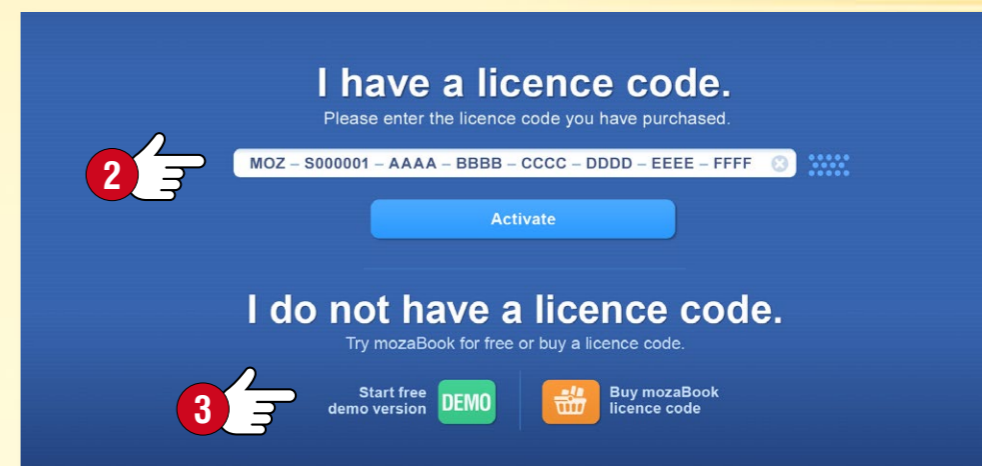 I have a licence code.
Please enter the licence code you have purchased.
2
MOZ – S000001 – AAAA – BBBB – CCCC – DDDD – EEEE – FFFF
Activate
I do not have a licence code.
Try mozaBook for free or buy a licence code.
3
Start free
demo version
DEMO
Buy mozaBook
licence code